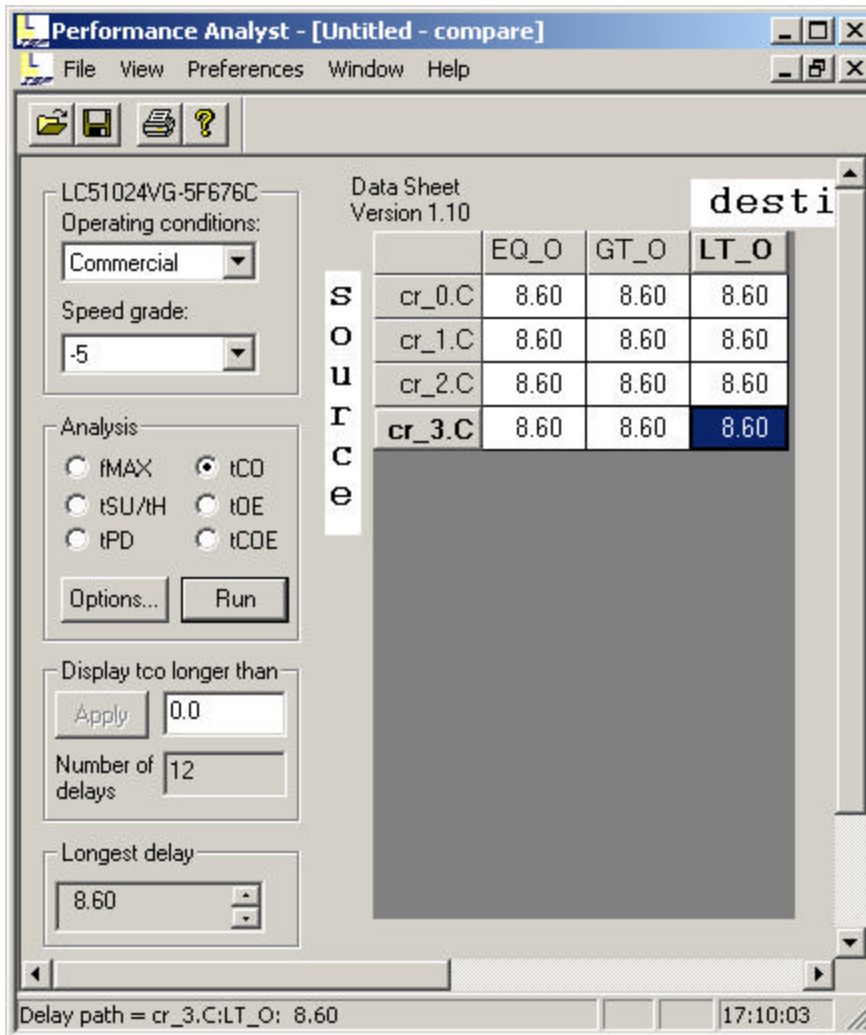 Performance Analyst - [Untitled - compare]
File View Preferences Window Help
LC51024VG-5F676C
Operating conditions:
Commercial
Speed grade:
-5
Analysis
fMAX tCO
tSU/tH tOE
tPD tCOE
Options... Run
Display tco longer than
Apply 0.0
Number of delays 12
Longest delay
8.60
Data Sheet
Version 1.10
desti
source
EQ_O GT_O LT_O
cr_0.C 8.60 8.60 8.60
cr_1.C 8.60 8.60 8.60
cr_2.C 8.60 8.60 8.60
cr_3.C 8.60 8.60 8.60
Delay path = cr_3.C:LT_O: 8.60 17:10:03